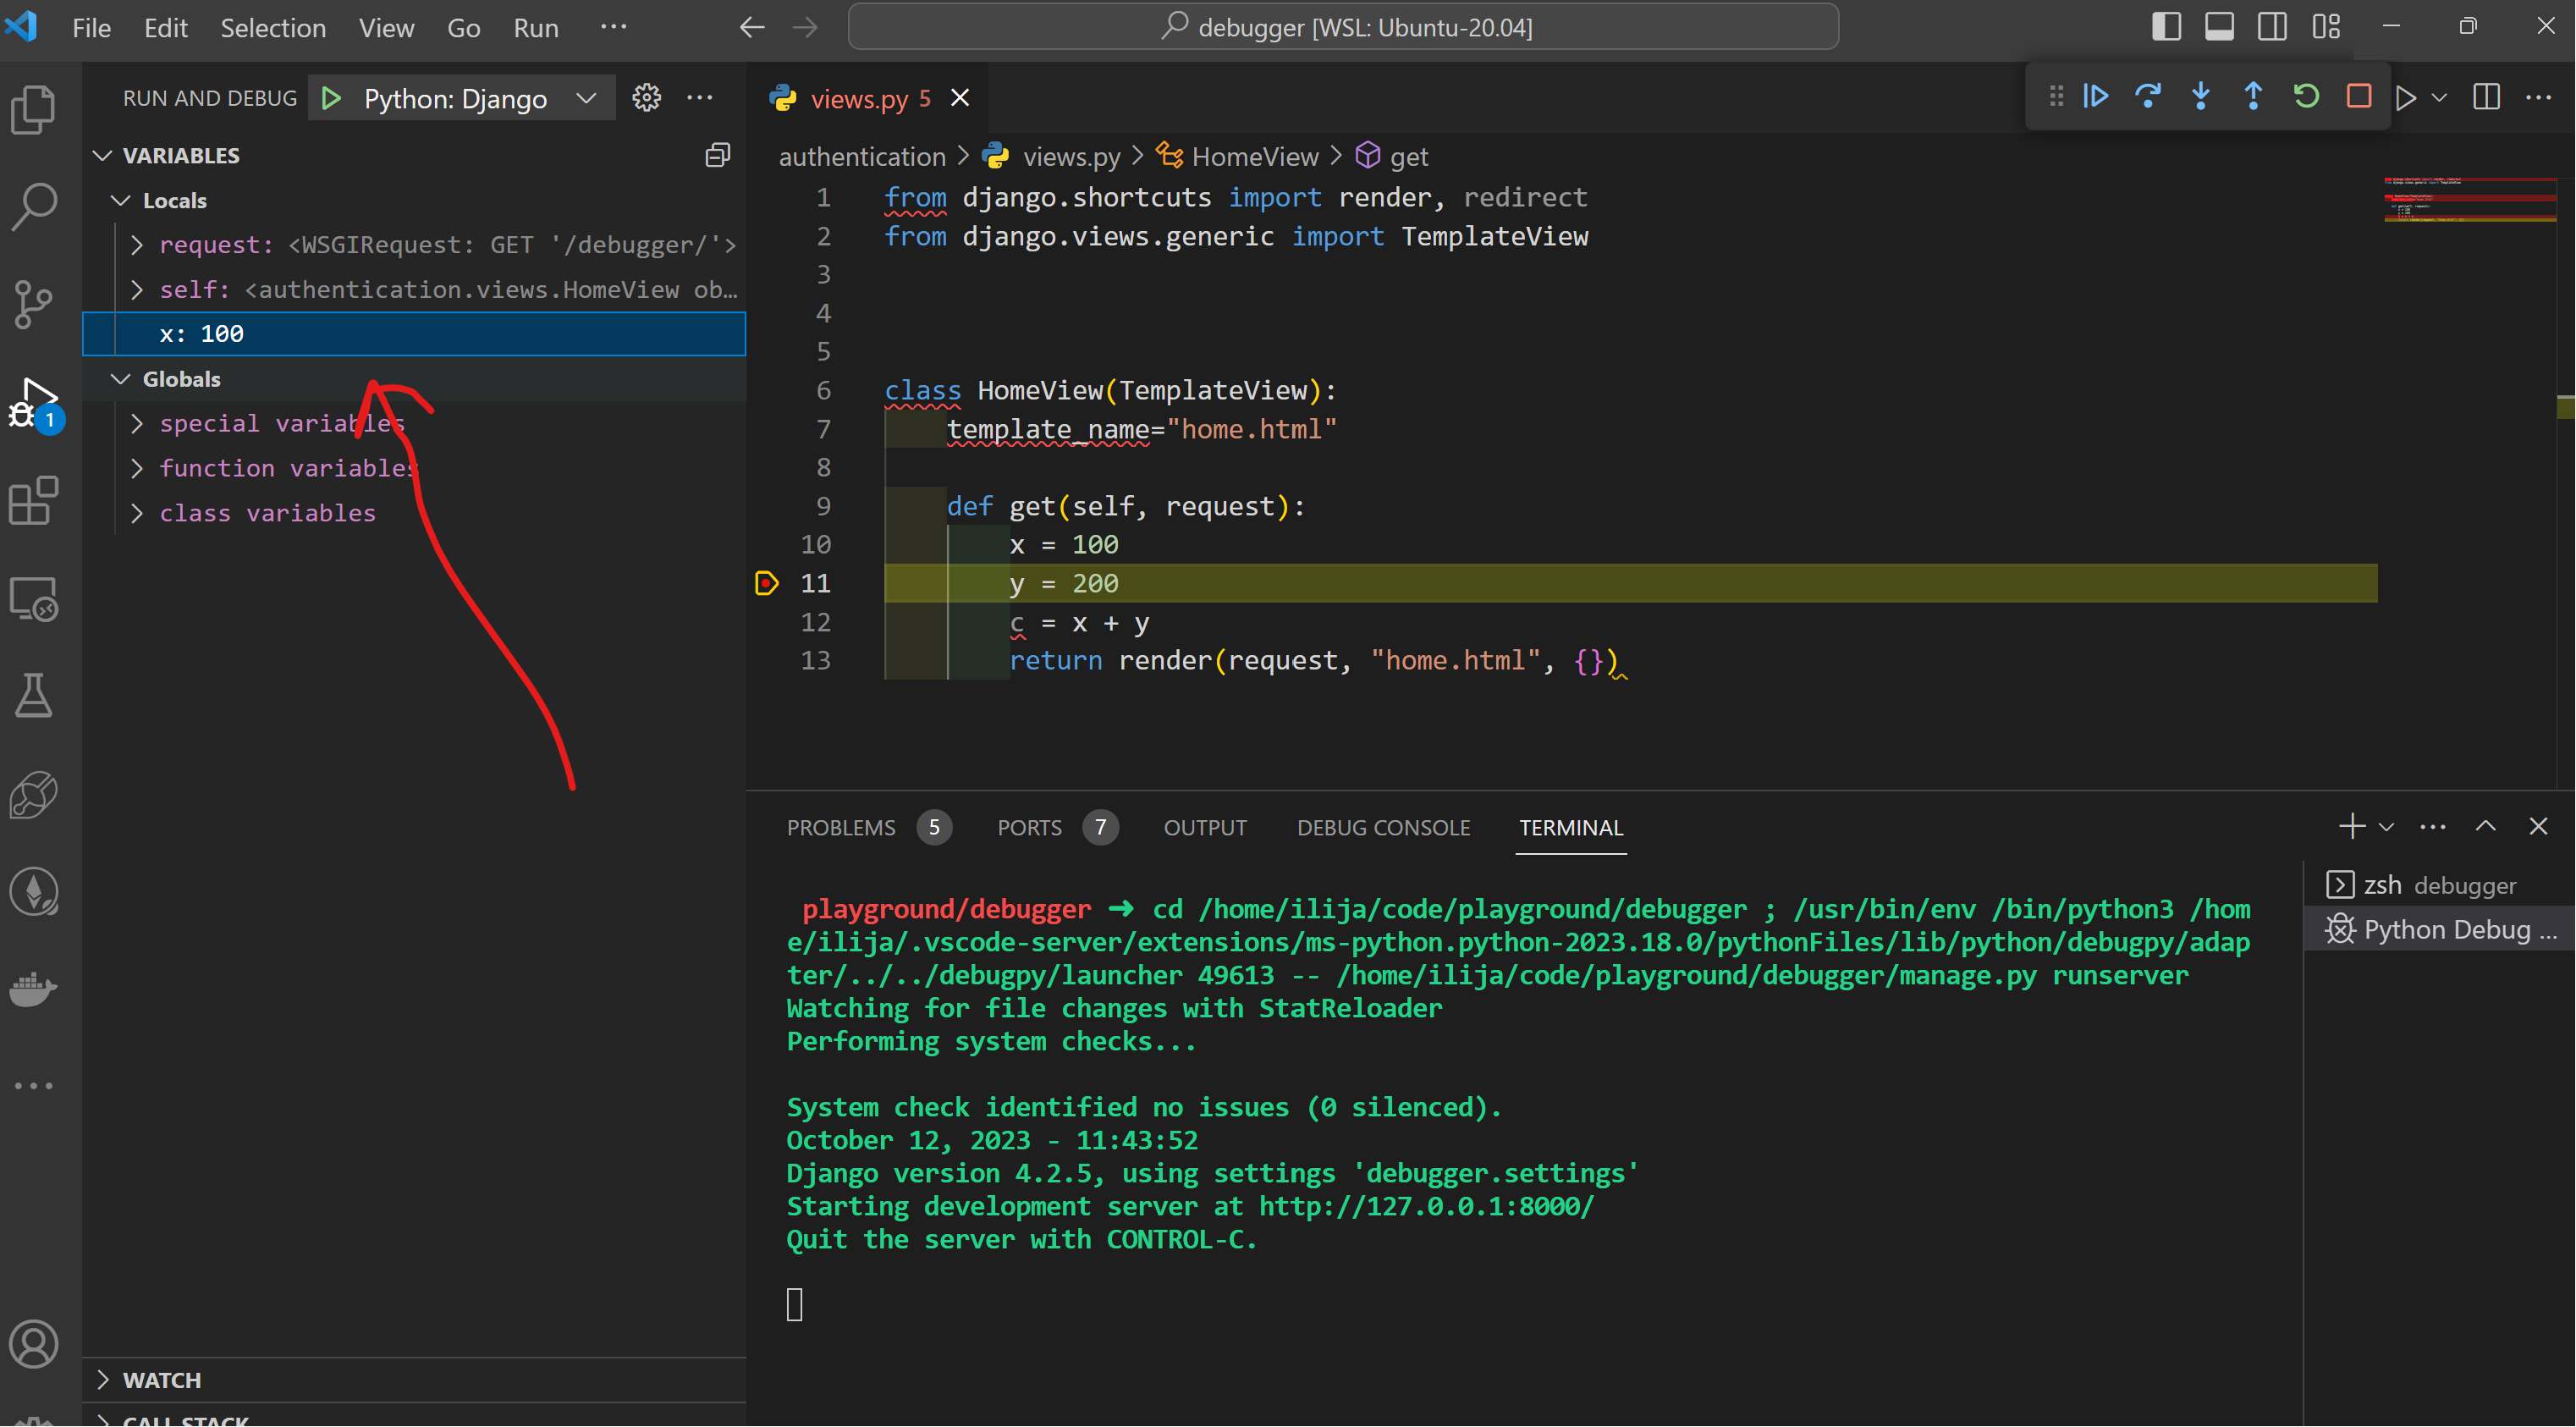 File Edit Selection View Go Run ··· debugger [WSL: Ubuntu-20.04]
RUN AND DEBUG Python: Django ···
VARIABLES
Locals
request: <WSGIRequest: GET '/debugger/'>
self: <authentication.views.HomeView ob…
x: 100
Globals
special variables
function variables
class variables
1
WATCH
CALL STACK
views.py 5
authentication > views.py > HomeView > get
1 from django.shortcuts import render, redirect
2 from django.views.generic import TemplateView
3
4
5
6 class HomeView(TemplateView):
7 template_name="home.html"
8
9 def get(self, request):
10 x = 100
11 y = 200
12 c = x + y
13 return render(request, "home.html", {})
PROBLEMS 5 PORTS 7 OUTPUT DEBUG CONSOLE TERMINAL
playground/debugger ➜ cd /home/ilija/code/playground/debugger ; /usr/bin/env /bin/python3 /hom
e/ilija/.vscode-server/extensions/ms-python.python-2023.18.0/pythonFiles/lib/python/debugpy/adap
ter/../../debugpy/launcher 49613 -- /home/ilija/code/playground/debugger/manage.py runserver
Watching for file changes with StatReloader
Performing system checks...
System check identified no issues (0 silenced).
October 12, 2023 - 11:43:52
Django version 4.2.5, using settings 'debugger.settings'
Starting development server at http://127.0.0.1:8000/
Quit the server with CONTROL-C.
zsh debugger
Python Debug ...